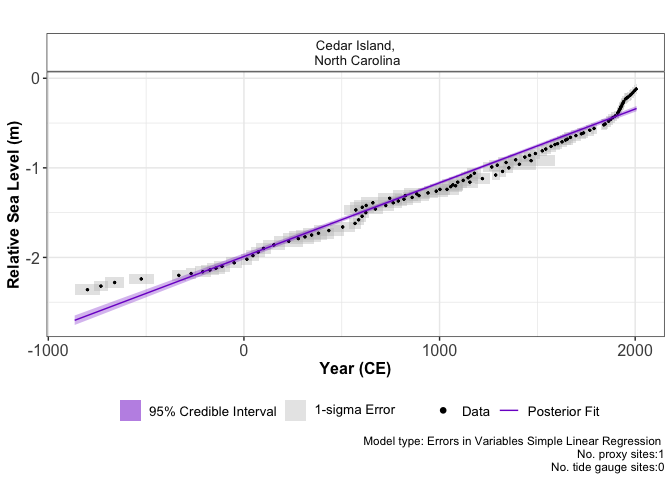 Cedar Island,
North Carolina
0
-1
-2
Relative Sea Level (m)
-1000
0
1000
2000
Year (CE)
95% Credible Interval
1-sigma Error
Data
Posterior Fit
Model type: Errors in Variables Simple Linear Regression
No. proxy sites:1
No. tide gauge sites:0